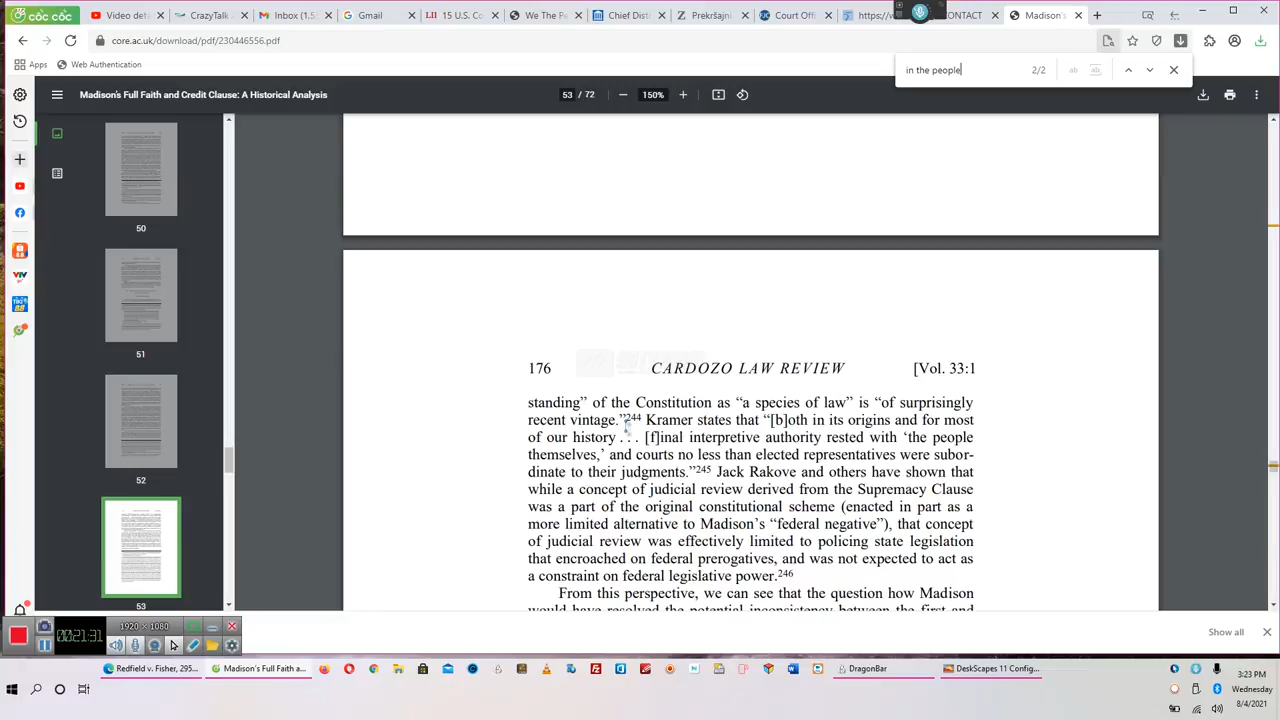 cốc cốc
Video det
CrazyTalk
Inbox (1.5
Gmail
U.S. C
We The P
Chief Dist
Prekršajn
Court Offi
https://w
ONTACT
Madison's
core.ac.uk/download/pdf/230446556.pdf
in the people
2/2
Apps
Web Authentication
Madison's Full Faith and Credit Clause: A Historical Analysis
53 / 72
150%
50
51
52
53
176
CARDOZO LAW REVIEW
[Vol. 33:1
standing” of the Constitution as “a species of law” is “of surprisingly
recent vintage.”244 Kramer states that “[b]oth in its origins and for most
of our history . . . [f]inal interpretive authority rested with ‘the people
themselves,’ and courts no less than elected representatives were subor-
dinate to their judgments.”245 Jack Rakove and others have shown that
while a concept of judicial review derived from the Supremacy Clause
was a part of the original constitutional scheme (enacted in part as a
more limited alternative to Madison’s “federal negative”), that concept
of judicial review was effectively limited to policing state legislation
that encroached on federal prerogatives, and was not expected to act as
a constraint on federal legislative power.246
From this perspective, we can see that the question how Madison
would have resolved the potential inconsistency between the first and
00:21:31
1920 × 1080
Show all
Redfield v. Fisher, 295...
Madison's Full Faith a...
DragonBar
DeskScapes 11 Config...
3:23 PM
Wednesday
8/4/2021